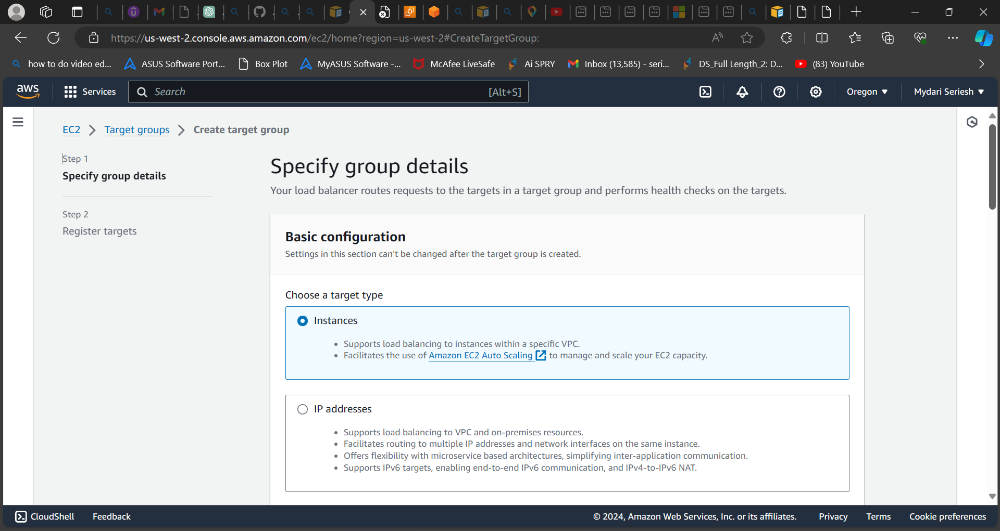 https://us-west-2.console.aws.amazon.com/ec2/home?region=us-west-2#CreateTargetGroup:
how to do video ed... ASUS Software Port... Box Plot MyASUS Software -... McAfee LiveSafe Ai SPRY Inbox (13,585) - seri... DS_Full Length_2: D... (83) YouTube
aws Services Search [Alt+S] Oregon Mydari Seriesh
EC2 Target groups Create target group
Step 1
Specify group details
Step 2
Register targets
Specify group details
Your load balancer routes requests to the targets in a target group and performs health checks on the targets.
Basic configuration
Settings in this section can't be changed after the target group is created.
Choose a target type
Instances
• Supports load balancing to instances within a specific VPC.
• Facilitates the use of Amazon EC2 Auto Scaling to manage and scale your EC2 capacity.
IP addresses
• Supports load balancing to VPC and on-premises resources.
• Facilitates routing to multiple IP addresses and network interfaces on the same instance.
• Offers flexibility with microservice based architectures, simplifying inter-application communication.
• Supports IPv6 targets, enabling end-to-end IPv6 communication, and IPv4-to-IPv6 NAT.
CloudShell Feedback © 2024, Amazon Web Services, Inc. or its affiliates. Privacy Terms Cookie preferences